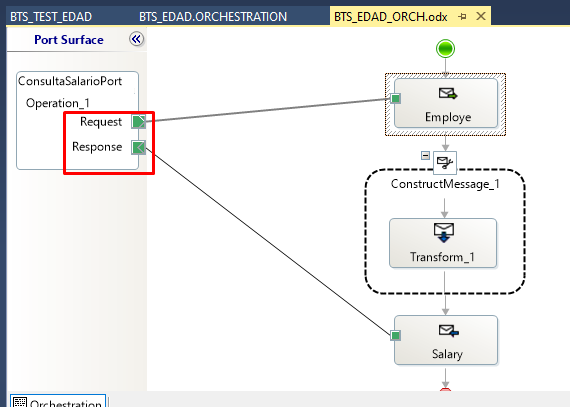 BTS_TEST_EDAD
BTS_EDAD.ORCHESTRATION
BTS_EDAD_ORCH.odx
Port Surface
ConsultaSalarioPort
Operation_1
Request
Response
Employe
ConstructMessage_1
Transform_1
Salary
Orchestration